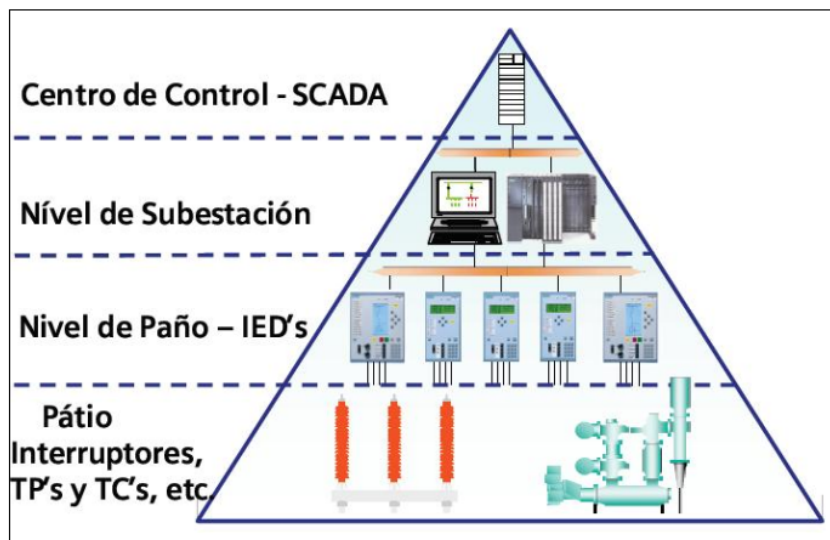 Centro de Control - SCADA
Nível de Subestación
Nivel de Paño – IED's
Pátio
Interruptores,
TP's y TC's, etc.